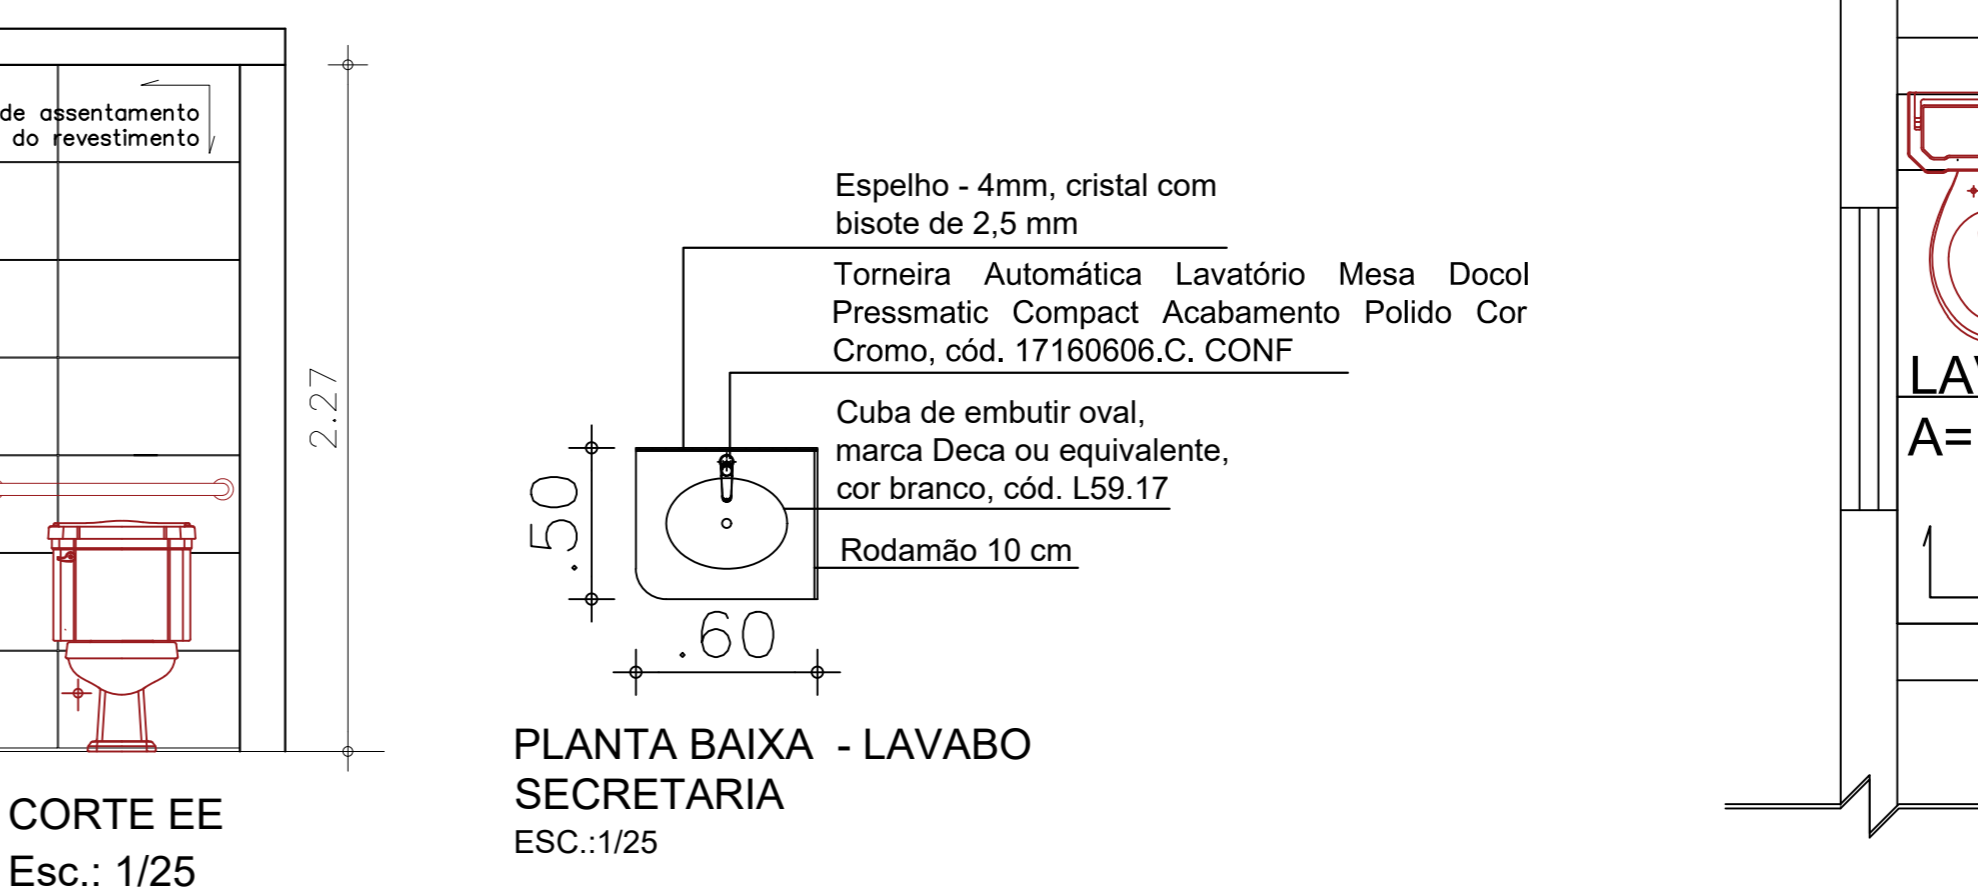 de assentamento
do revestimento
2.27
CORTE EE
Esc.: 1/25
Espelho - 4mm, cristal com
bisote de 2,5 mm
Torneira Automática Lavatório Mesa Docol
Pressmatic Compact Acabamento Polido Cor
Cromo, cód. 17160606.C. CONF
Cuba de embutir oval,
marca Deca ou equivalente,
cor branco, cód. L59.17
Rodamão 10 cm
.50
.60
PLANTA BAIXA - LAVABO
SECRETARIA
ESC.:1/25
A=